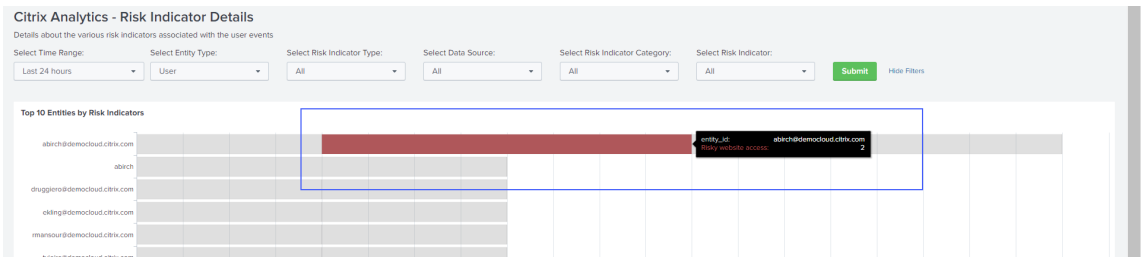 Citrix Analytics - Risk Indicator Details
Details about the various risk indicators associated with the user events
Select Time Range: Select Entity Type: Select Risk Indicator Type: Select Data Source: Select Risk Indicator Category: Select Risk Indicator:
Last 24 hours User All All All All Submit Hide Filters
Top 10 Entities by Risk Indicators
abirch@democloud.citrix.com
entity_id: abirch@democloud.citrix.com
Risky website access: 2
abirch
druggiero@democloud.citrix.com
ekling@democloud.citrix.com
rmansour@democloud.citrix.com